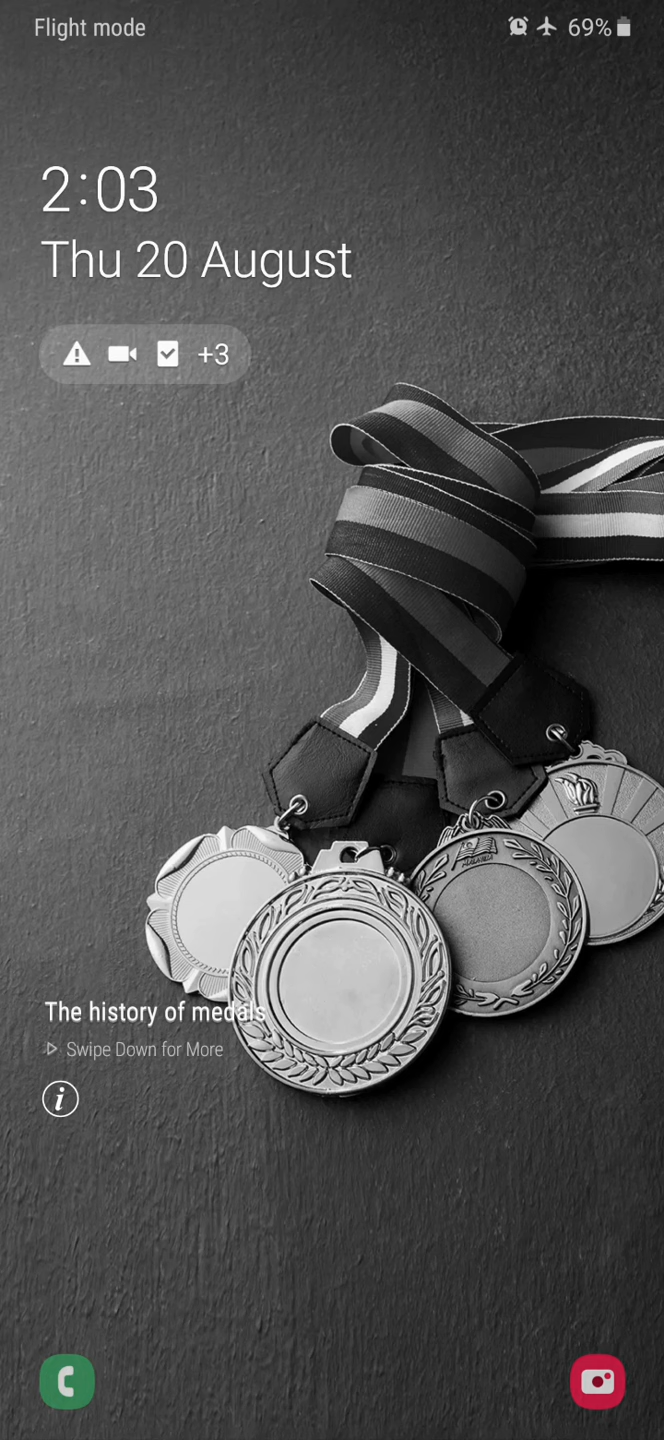 Flight mode
69%
2:03
Thu 20 August
+3
The history of medals
Swipe Down for More
i